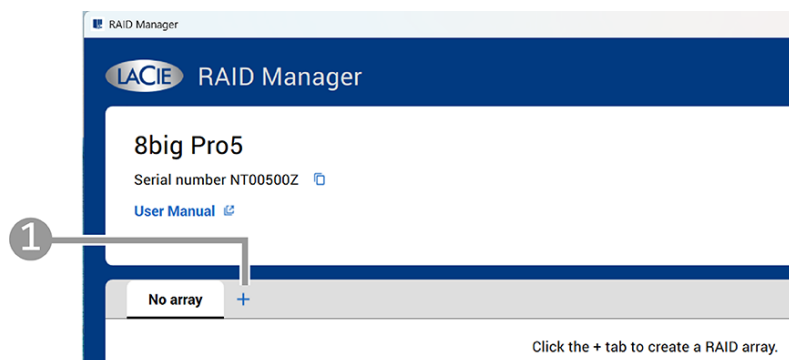 RAID Manager
LACIE RAID Manager
8big Pro5
Serial number NT00500Z
User Manual
1
No array +
Click the + tab to create a RAID array.